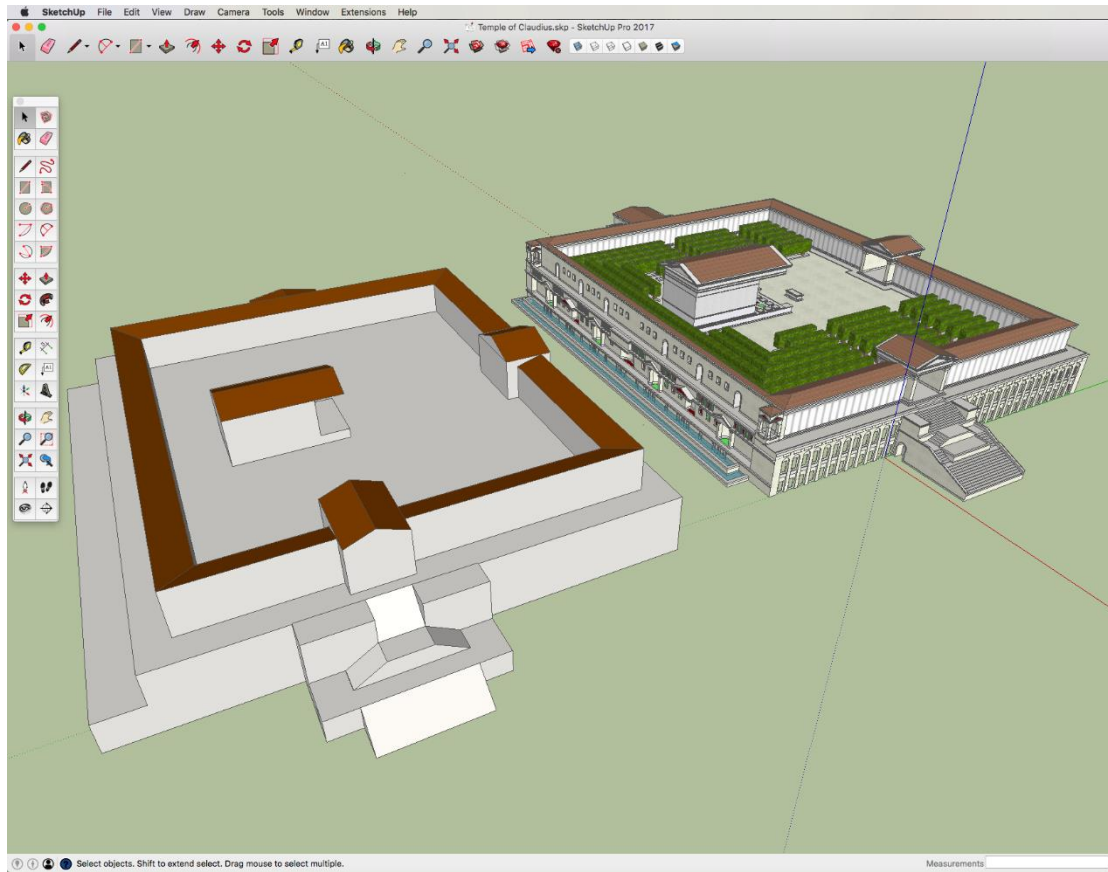 SketchUp File Edit View Draw Camera Tools Window Extensions Help
Temple of Claudius.skp - SketchUp Pro 2017
Select objects. Shift to extend select. Drag mouse to select multiple.
Measurements